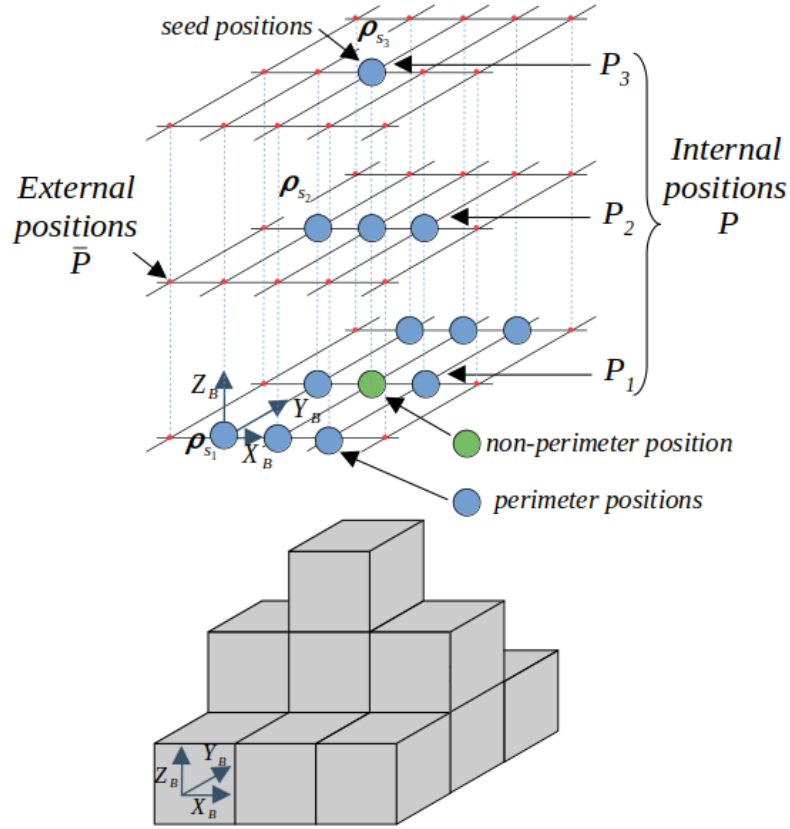 seed positions
ρs3
P3
External
positions
P̄
ρs2
P2
Internal
positions
P
P1
ZB
YB
ρs1
XB
non-perimeter position
perimeter positions
YB
ZB
XB